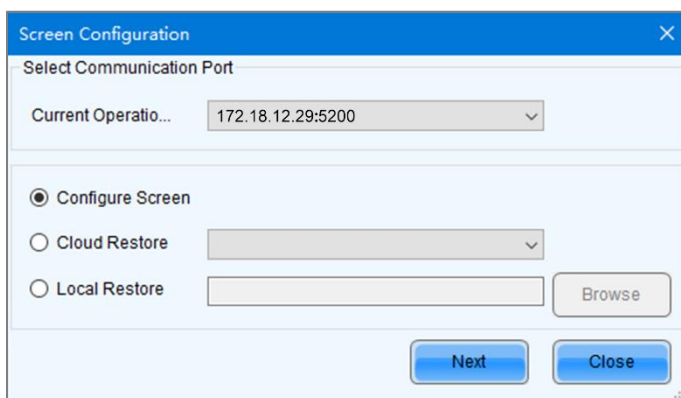 Screen Configuration
Select Communication Port
Current Operatio... 172.18.12.29:5200
Configure Screen
Cloud Restore
Local Restore Browse
Next Close